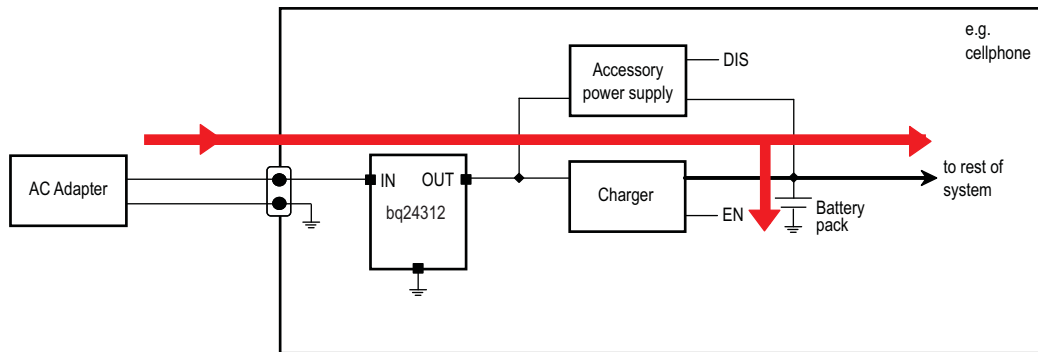 e.g.
cellphone
Accessory
power supply
DIS
AC Adapter
IN
OUT
bq24312
Charger
EN
to rest of
system
Battery
pack